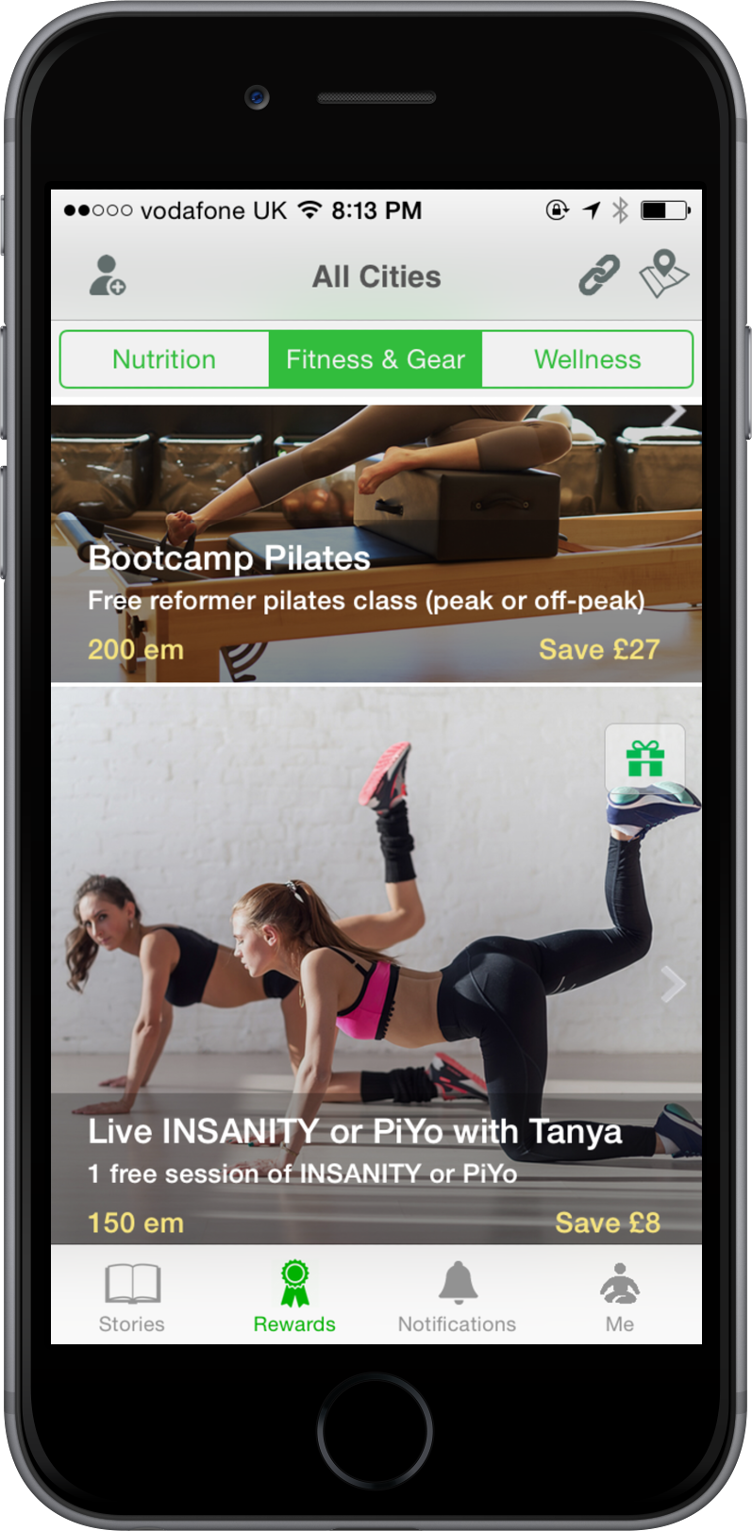 vodafone UK 8:13 PM
All Cities
Nutrition Fitness & Gear Wellness
Bootcamp Pilates
Free reformer pilates class (peak or off-peak)
200 em Save £27
Live INSANITY or PiYo with Tanya
1 free session of INSANITY or PiYo
150 em Save £8
Stories Rewards Notifications Me